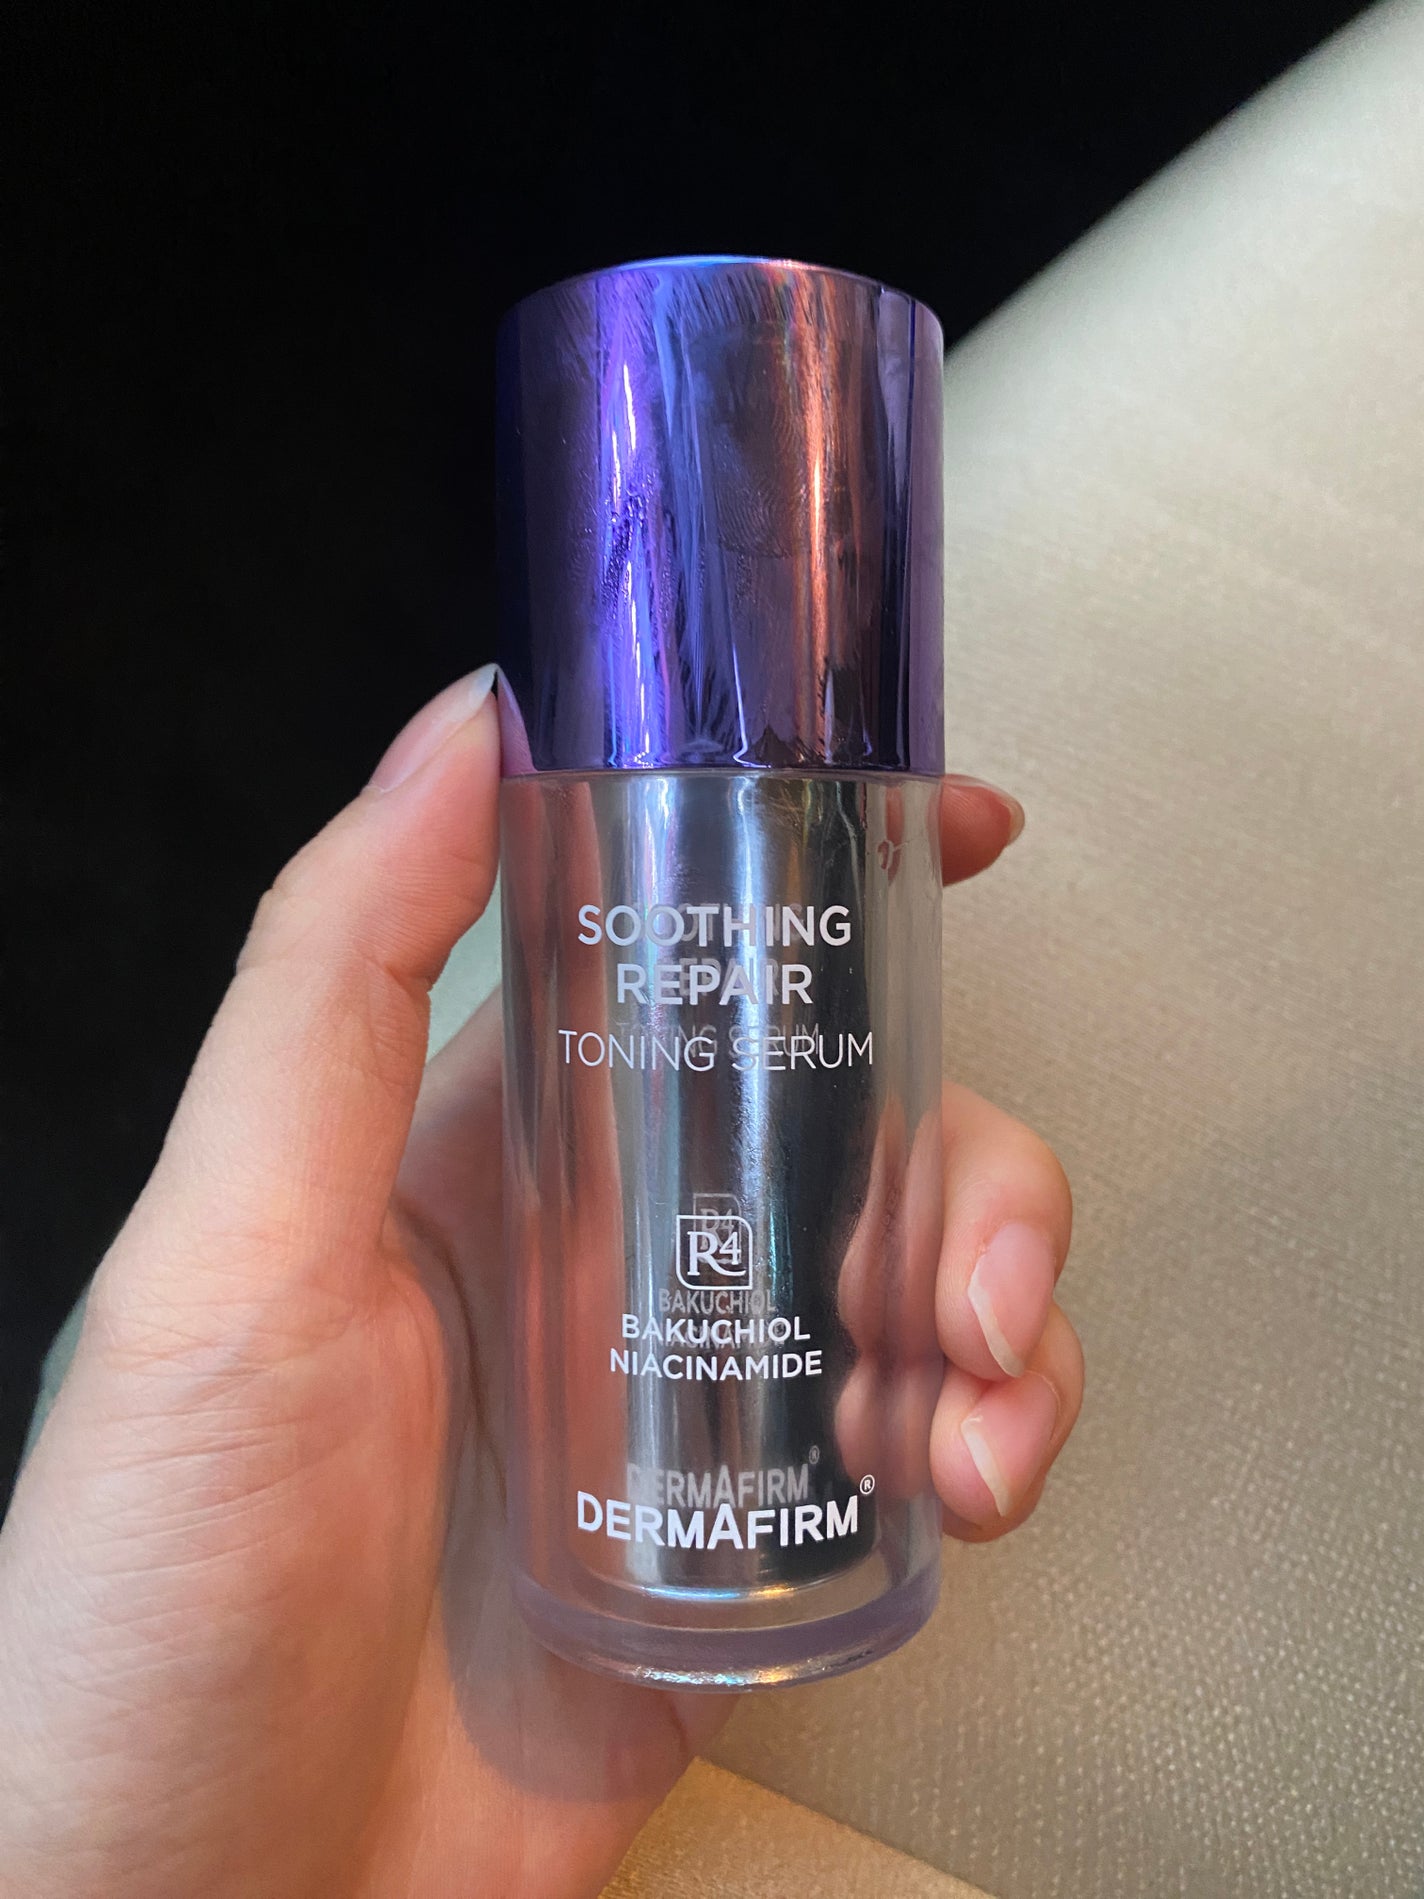 SOOTHING
REPAIR
TONING SERUM
R4
BAKUCHIOL
NIACINAMIDE
DERMAFIRM®